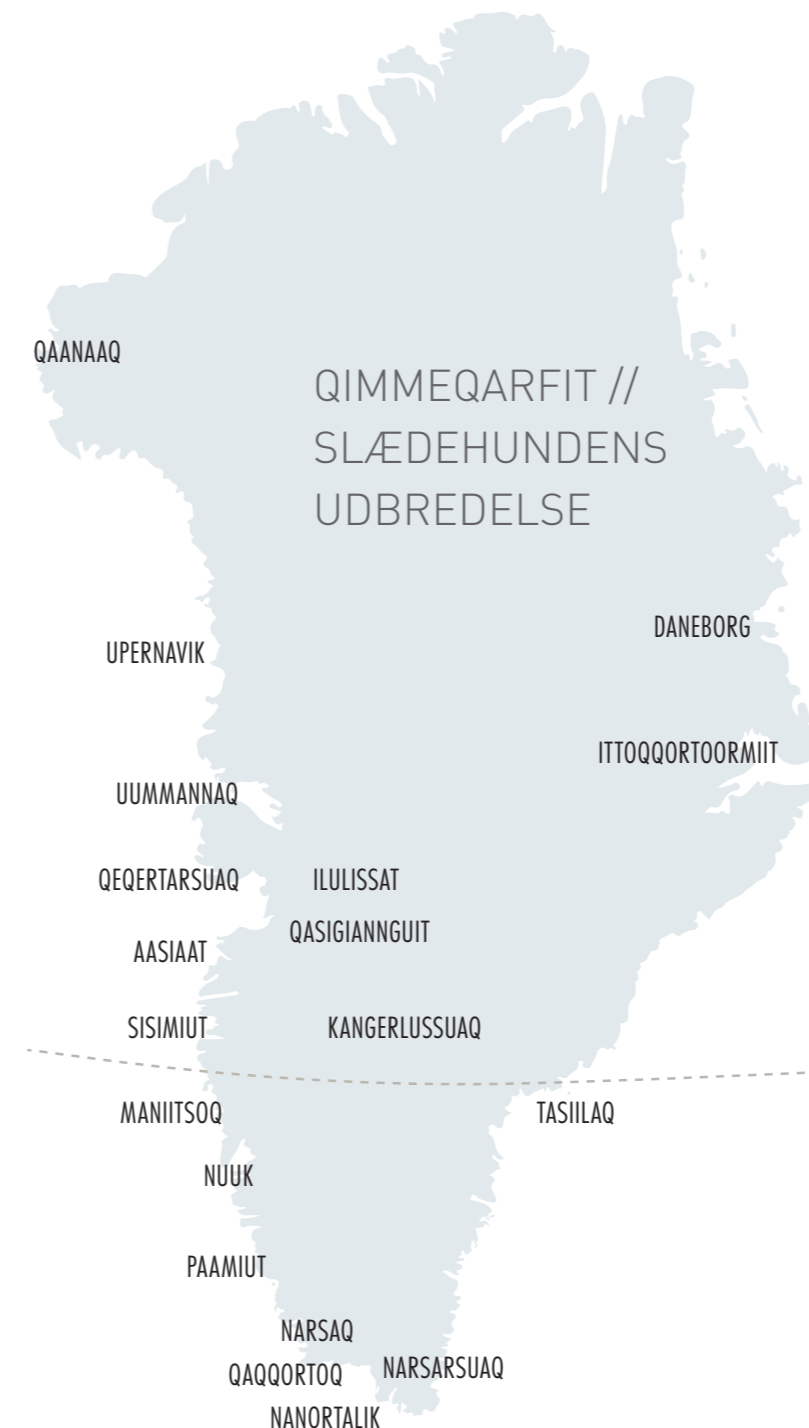 QAANAAQ
QIMMEQARFIT //
SLÆDEHUNDENS
UDBREDELSE
DANEBORG
UPERNAVIK
ITTOQQORTOORMIIT
UUMMANNAQ
QEQERTARSUAQ
ILULISSAT
QASIGIANNGUIT
AASIAAT
SISIMIUT
KANGERLUSSUAQ
MANIITSOQ
TASIILAQ
NUUK
PAAMIUT
NARSAQ
NARSARSUAQ
QAQQORTOQ
NANORTALIK